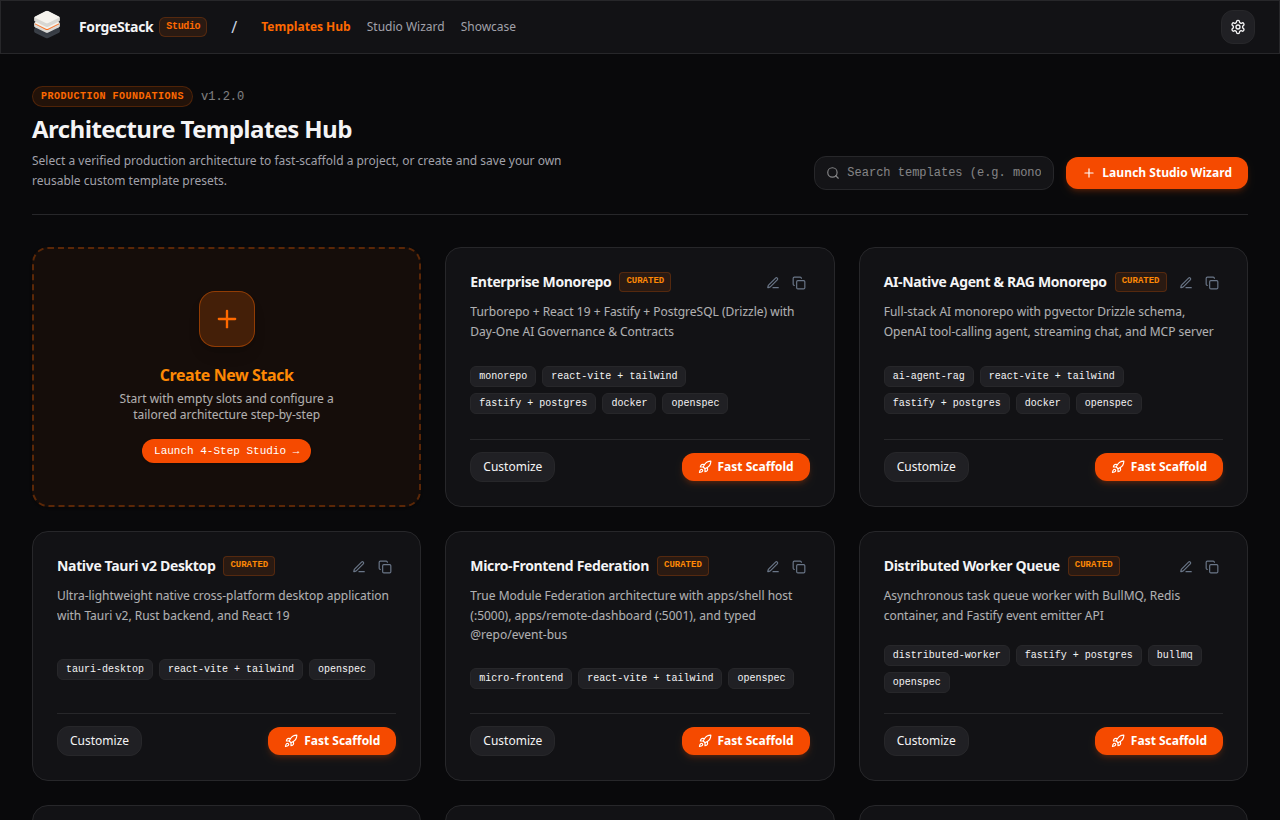 ForgeStack Studio / Templates Hub Studio Wizard Showcase
PRODUCTION FOUNDATIONS v1.2.0
Architecture Templates Hub
Select a verified production architecture to fast-scaffold a project, or create and save your own
reusable custom template presets.
Search templates (e.g. mono
Launch Studio Wizard
Create New Stack
Start with empty slots and configure a
tailored architecture step-by-step
Launch 4-Step Studio →
Enterprise Monorepo CURATED
Turborepo + React 19 + Fastify + PostgreSQL (Drizzle) with
Day-One AI Governance & Contracts
monorepo react-vite + tailwind
fastify + postgres docker openspec
Customize Fast Scaffold
AI-Native Agent & RAG Monorepo CURATED
Full-stack AI monorepo with pgvector Drizzle schema,
OpenAI tool-calling agent, streaming chat, and MCP server
ai-agent-rag react-vite + tailwind
fastify + postgres docker openspec
Customize Fast Scaffold
Native Tauri v2 Desktop CURATED
Ultra-lightweight native cross-platform desktop application
with Tauri v2, Rust backend, and React 19
tauri-desktop react-vite + tailwind openspec
Customize Fast Scaffold
Micro-Frontend Federation CURATED
True Module Federation architecture with apps/shell host
(:5000), apps/remote-dashboard (:5001), and typed
@repo/event-bus
micro-frontend react-vite + tailwind openspec
Customize Fast Scaffold
Distributed Worker Queue CURATED
Asynchronous task queue worker with BullMQ, Redis
container, and Fastify event emitter API
distributed-worker fastify + postgres bullmq
openspec
Customize Fast Scaffold